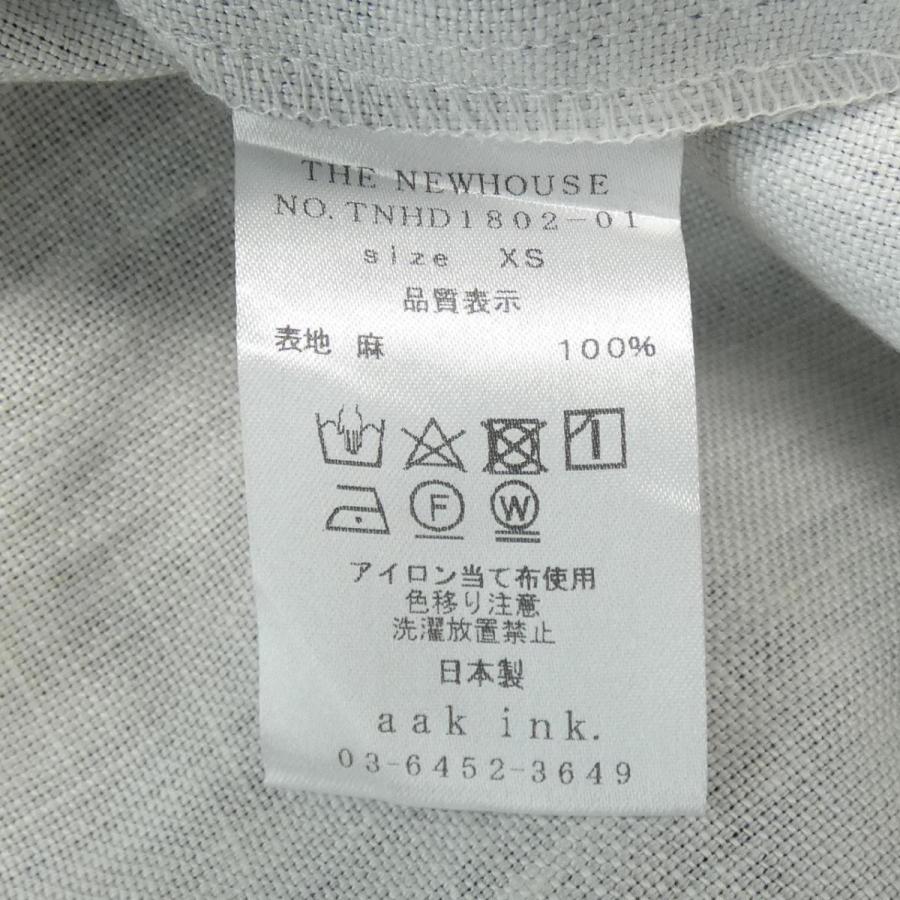 THE NEWHOUSE
NO. TNHD1802-01
size XS
品質表示
表地 麻 100%
F W
アイロン当て布使用
色移り注意
洗濯放置禁止
日本製
aak ink.
03-6452-3649